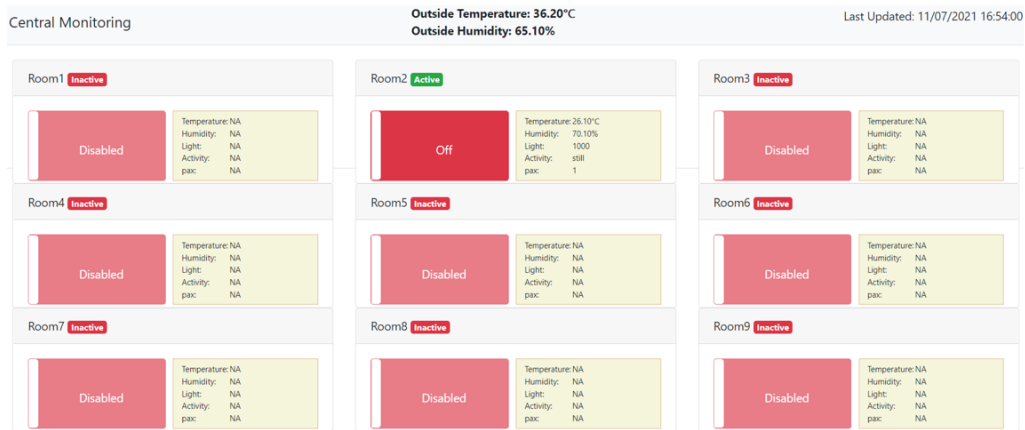 Central Monitoring
Outside Temperature: 36.20°C
Outside Humidity: 65.10%
Last Updated: 11/07/2021 16:54:00
Room1 Inactive
Disabled
Temperature: NA
Humidity: NA
Light: NA
Activity: NA
pax: NA
Room2 Active
Off
Temperature: 26.10°C
Humidity: 70.10%
Light: 1000
Activity: still
pax: 1
Room3 Inactive
Disabled
Temperature: NA
Humidity: NA
Light: NA
Activity: NA
pax: NA
Room4 Inactive
Disabled
Temperature: NA
Humidity: NA
Light: NA
Activity: NA
pax: NA
Room5 Inactive
Disabled
Temperature: NA
Humidity: NA
Light: NA
Activity: NA
pax: NA
Room6 Inactive
Disabled
Temperature: NA
Humidity: NA
Light: NA
Activity: NA
pax: NA
Room7 Inactive
Disabled
Temperature: NA
Humidity: NA
Light: NA
Activity: NA
pax: NA
Room8 Inactive
Disabled
Temperature: NA
Humidity: NA
Light: NA
Activity: NA
pax: NA
Room9 Inactive
Disabled
Temperature: NA
Humidity: NA
Light: NA
Activity: NA
pax: NA